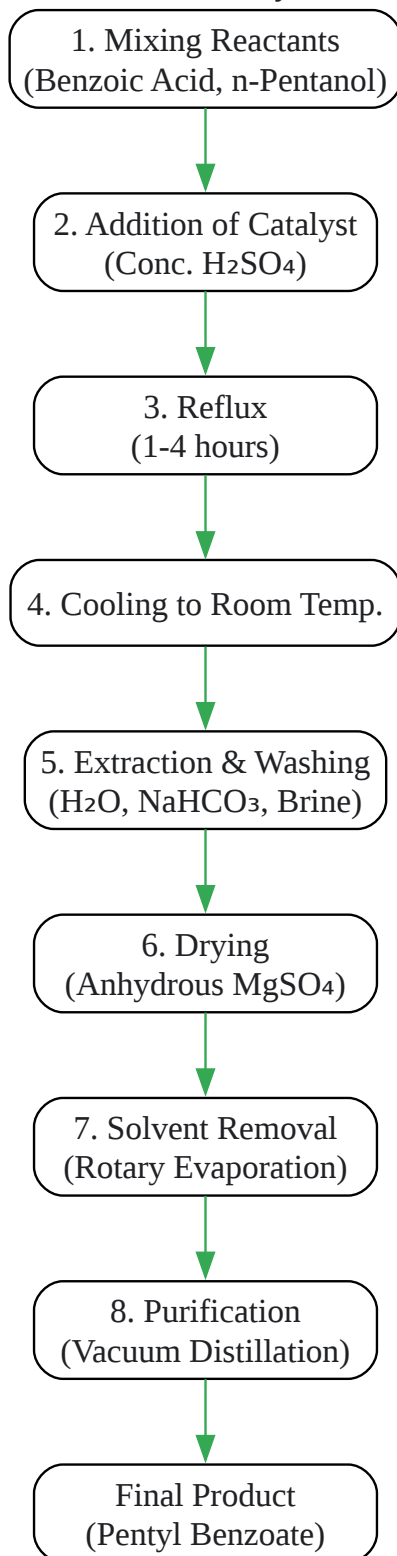 1. Mixing Reactants
(Benzoic Acid, n-Pentanol)
2. Addition of Catalyst
(Conc. H₂SO₄)
3. Reflux
(1-4 hours)
4. Cooling to Room Temp.
5. Extraction & Washing
(H₂O, NaHCO₃, Brine)
6. Drying
(Anhydrous MgSO₄)
7. Solvent Removal
(Rotary Evaporation)
8. Purification
(Vacuum Distillation)
Final Product
(Pentyl Benzoate)